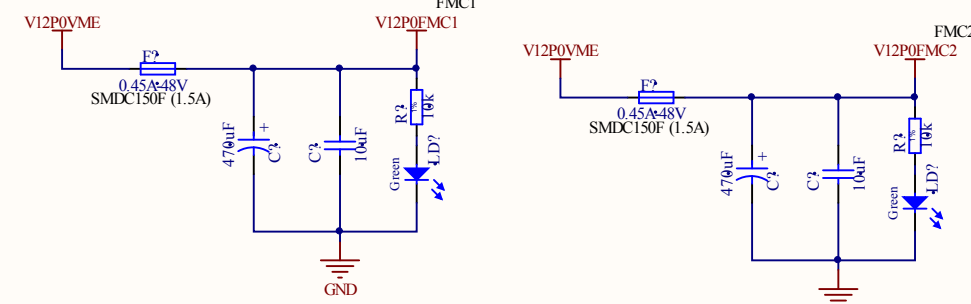 FMC1
V12P0VME
V12P0FMC1
F?
0.45A-48V
SMDC150F (1.5A)
470uF
+
C?
C?
10uF
R?
1%
10k
Green
LD?
GND
FMC2
V12P0VME
V12P0FMC2
F?
0.45A-48V
SMDC150F (1.5A)
470uF
+
C?
C?
10uF
R?
1%
10k
Green
LD?